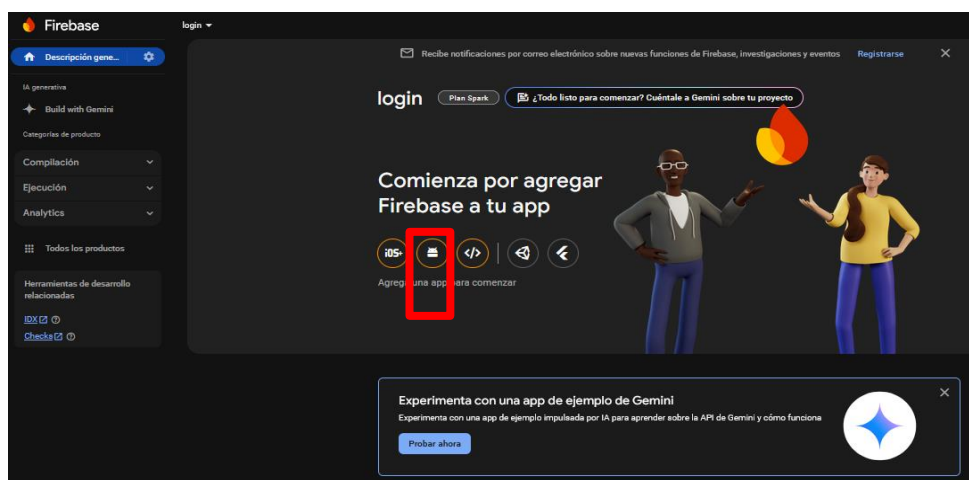 Firebase
login
Descripción gene...
IA generativa
Build with Gemini
Categorías de producto
Compilación
Ejecución
Analytics
Todos los productos
Herramientas de desarrollo
relacionadas
IDX
Checks
Recibe notificaciones por correo electrónico sobre nuevas funciones de Firebase, investigaciones y eventos Registrarse
login Plan Spark ¿Todo listo para comenzar? Cuéntale a Gemini sobre tu proyecto
Comienza por agregar
Firebase a tu app
iOS+ </>
Agrega una app para comenzar
Experimenta con una app de ejemplo de Gemini
Experimenta con una app de ejemplo impulsada por IA para aprender sobre la API de Gemini y cómo funciona
Probar ahora